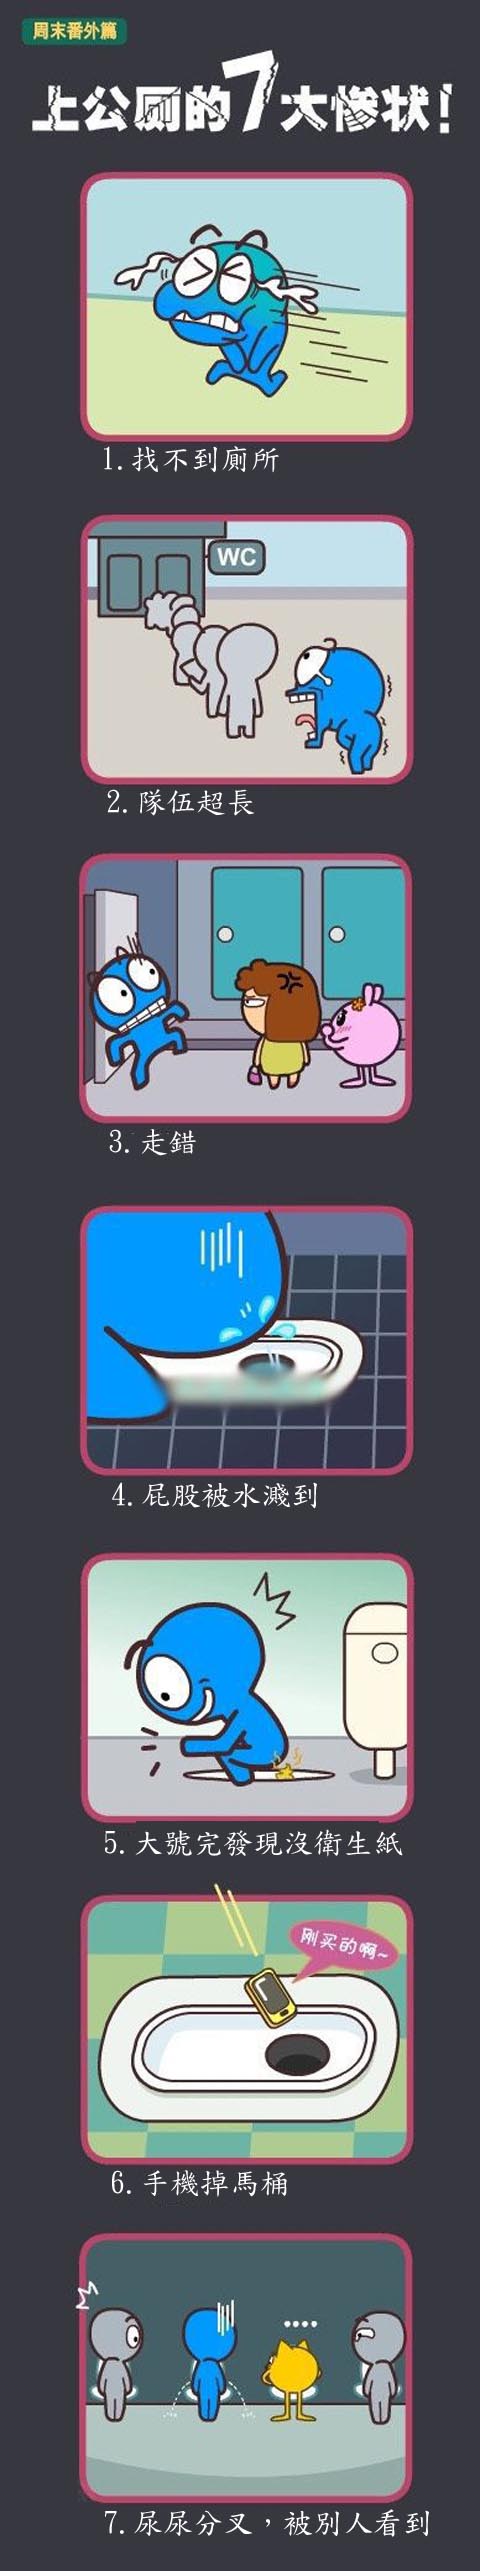 周末番外篇
上公厕的7大惨状!
1.找不到廁所
WC
2.隊伍超長
3.走錯
4.屁股被水濺到
5.大號完發現沒衛生紙
刚买的啊~
6.手機掉馬桶
7.尿尿分叉，被別人看到